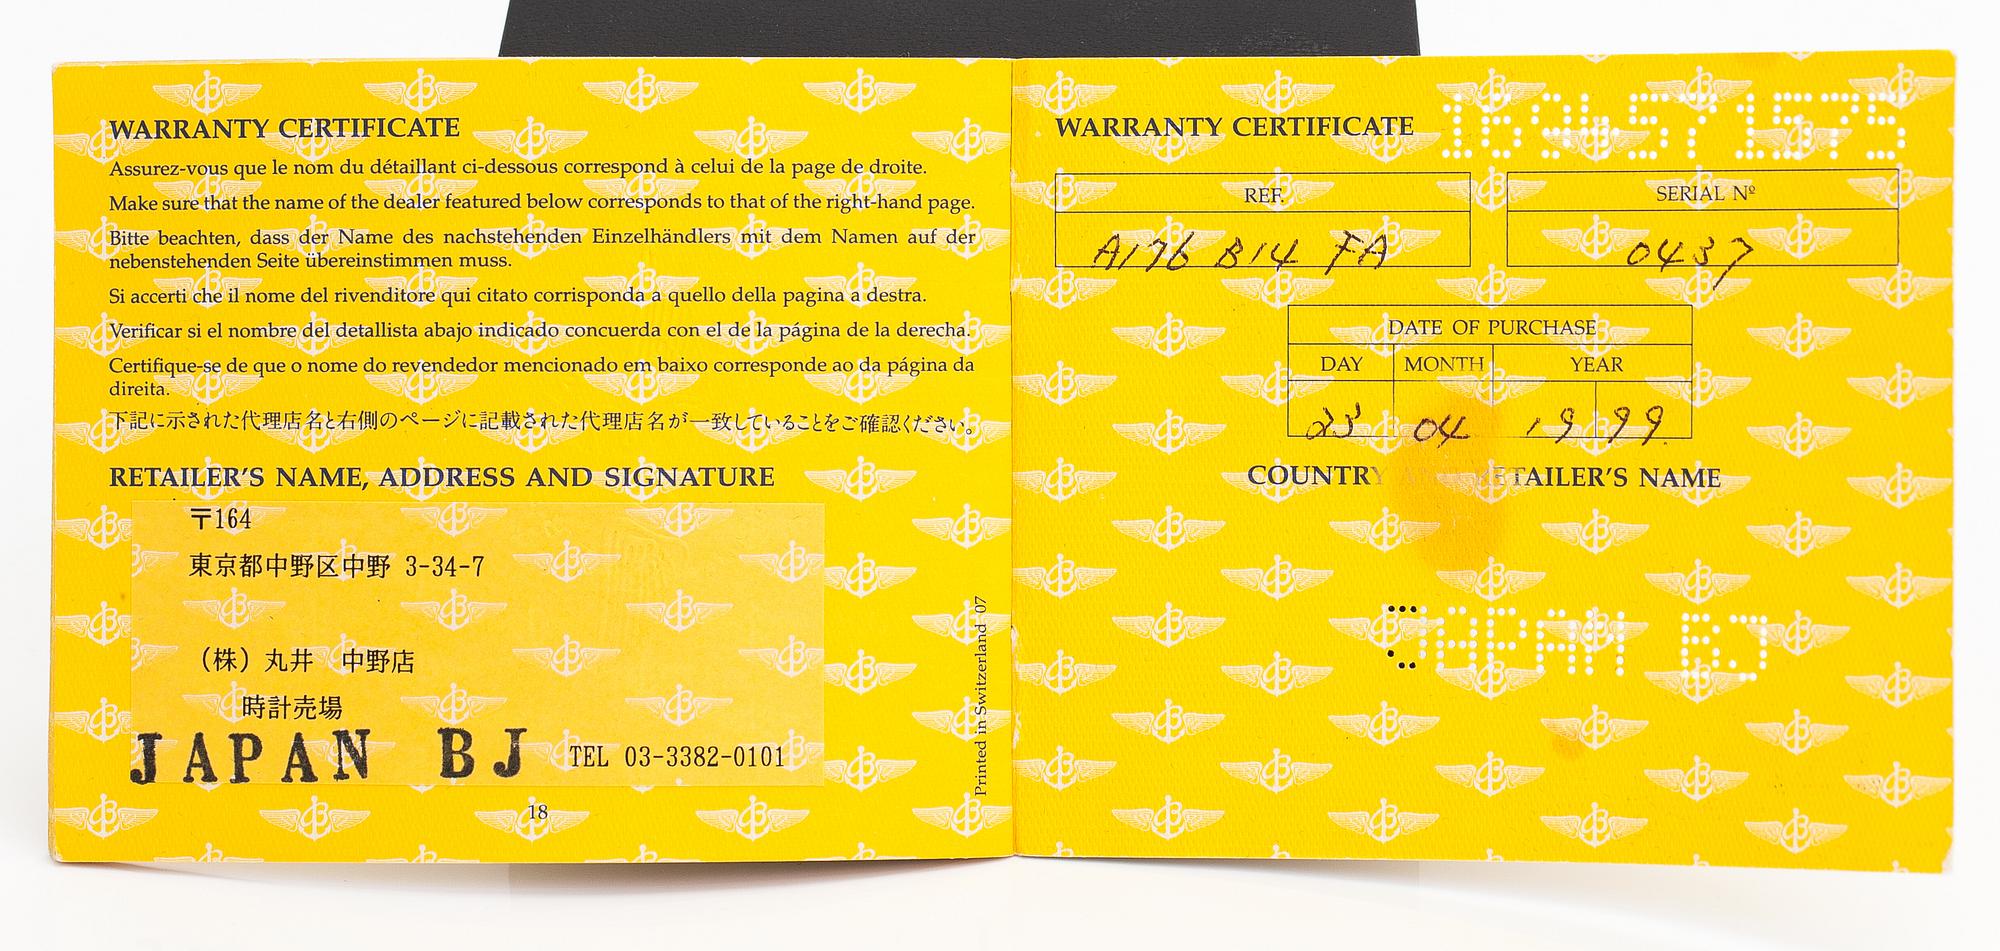 WARRANTY CERTIFICATE
Assurez-vous que le nom du détaillant ci-dessous correspond à celui de la page de droite.
Make sure that the name of the dealer featured below corresponds to that of the right-hand page.
Bitte beachten, dass der Name des nachstehenden Einzelhändlers mit dem Namen auf der
nebenstehenden Seite übereinstimmen muss.
Si accerti che il nome del rivenditore qui citato corrisponda a quello della pagina a destra.
Verificar si el nombre del detallista abajo indicado concuerda con el de la página de la derecha.
Certifique-se de que o nome do revendedor mencionado em baixo corresponde ao da página da
direita.
下記に示された代理店名と右側のページに記載された代理店名が一致していることをご確認ください。
RETAILER'S NAME, ADDRESS AND SIGNATURE
〒164
東京都中野区中野 3-34-7
(株) 丸井 中野店
時計売場
JAPAN BJ TEL 03-3382-0101
18
Printed in Switzerland 07
WARRANTY CERTIFICATE 1694571575
REF.
A176 B14 FA
SERIAL Nº
0437
DATE OF PURCHASE
DAY MONTH YEAR
23 04 19 99
COUNTRY AND RETAILER'S NAME
JAPAN BJ